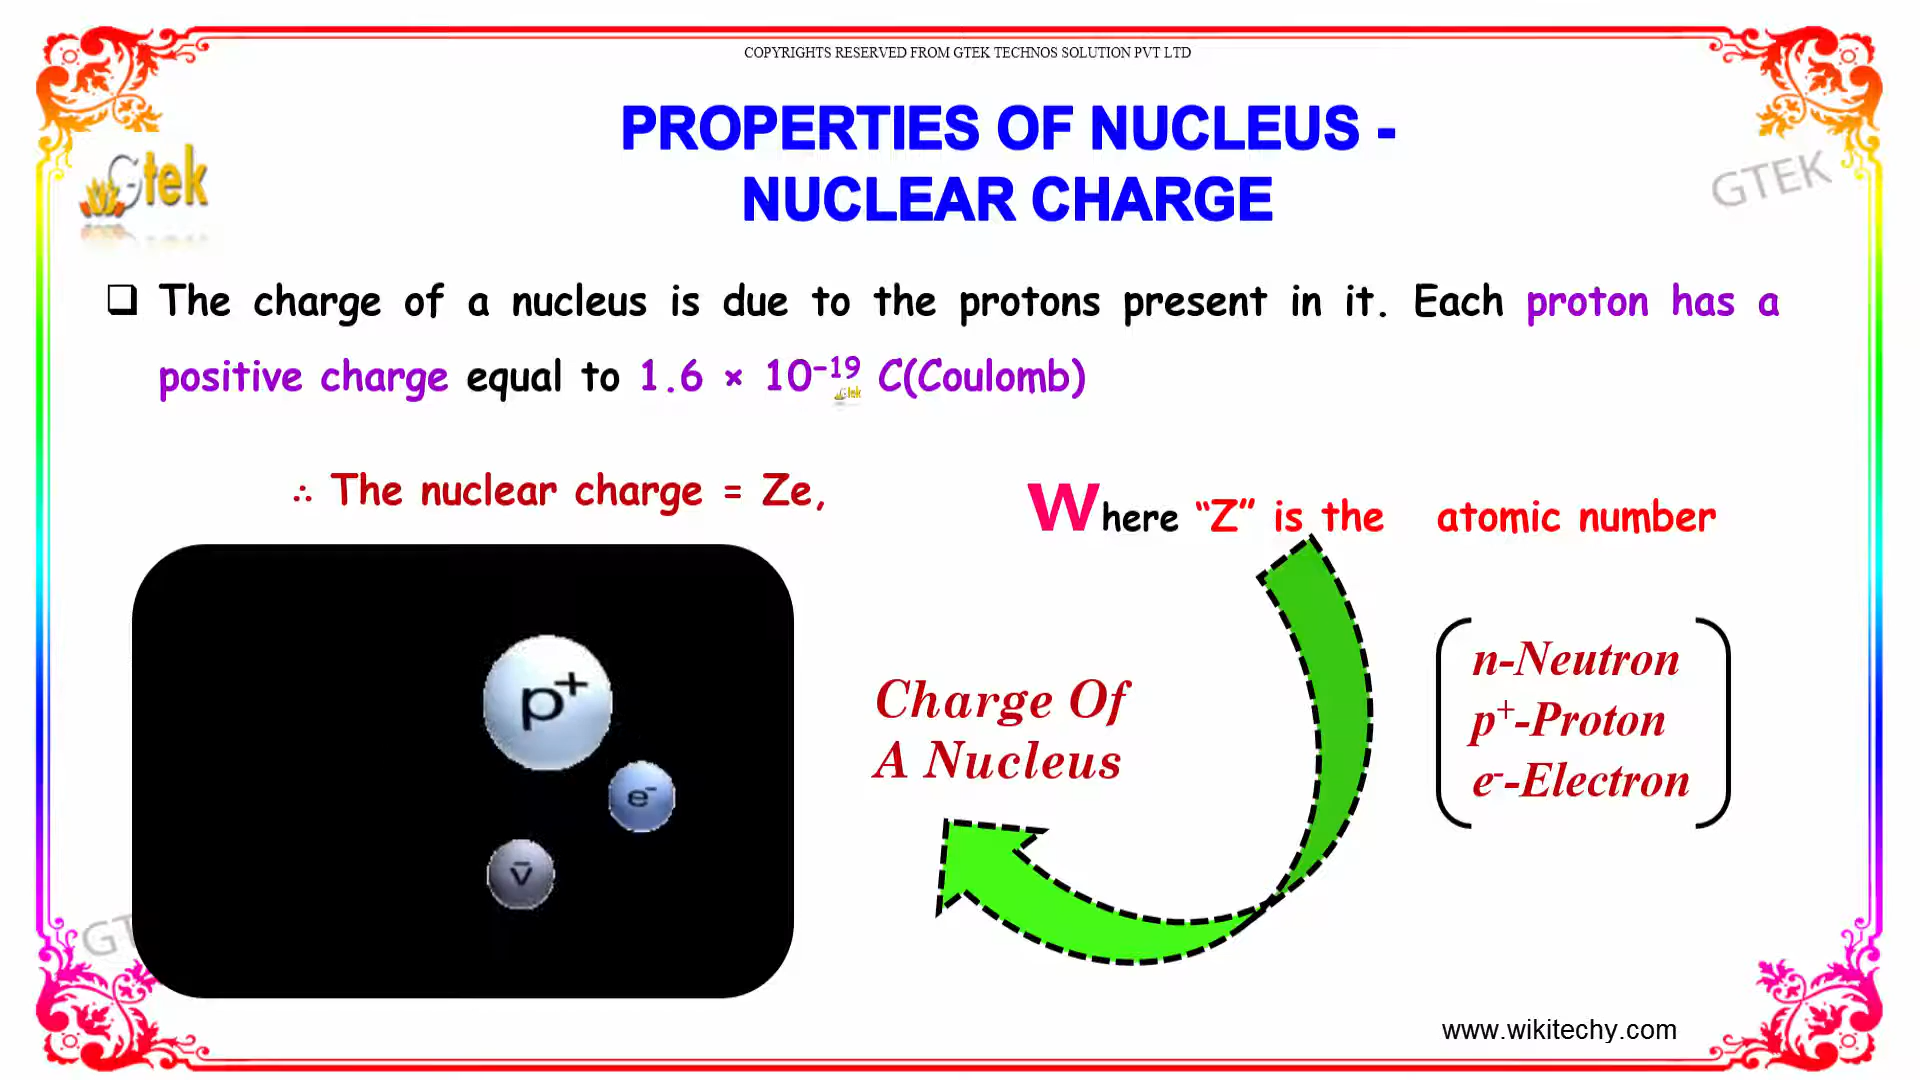 COPYRIGHTS RESERVED FROM GTEK TECHNOS SOLUTION PVT LTD
PROPERTIES OF NUCLEUS -
NUCLEAR CHARGE
Gtek
GTEK
❑ The charge of a nucleus is due to the protons present in it. Each proton has a
positive charge equal to 1.6 × 10⁻¹⁹ C(Coulomb)
Gtek
∴ The nuclear charge = Ze,
Where “Z” is the atomic number
p⁺
e⁻
v̄
Charge Of
A Nucleus
n-Neutron
p⁺-Proton
e⁻-Electron
www.wikitechy.com